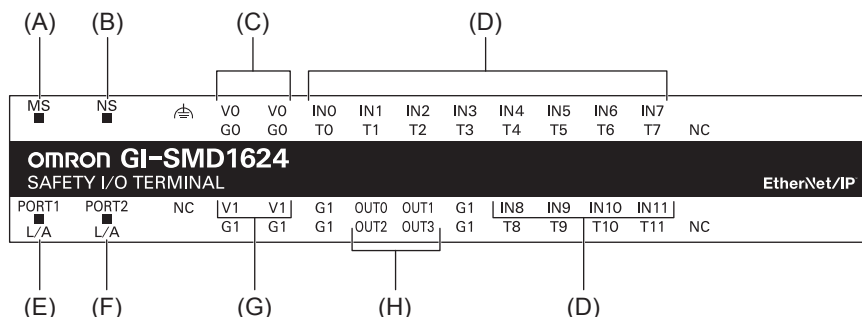 (A) (B) (C) (D)
MS NS V0 V0 IN0 IN1 IN2 IN3 IN4 IN5 IN6 IN7
G0 G0 T0 T1 T2 T3 T4 T5 T6 T7 NC
OMRON GI-SMD1624
SAFETY I/O TERMINAL EtherNet/IP
PORT1 PORT2 NC V1 V1 G1 OUT0 OUT1 G1 IN8 IN9 IN10 IN11
L/A L/A G1 G1 G1 OUT2 OUT3 G1 T8 T9 T10 T11 NC
(E) (F) (G) (H) (D)